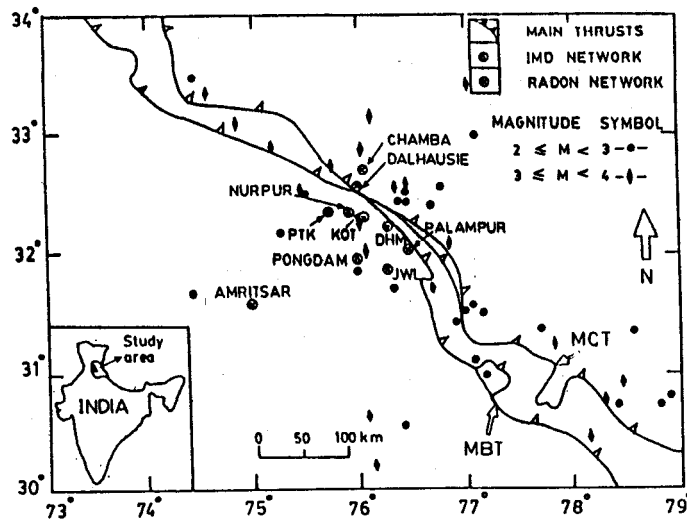 34°
33°
32°
31°
30°
73°
74°
75°
76°
77°
78°
79°
MAIN THRUSTS
IMD NETWORK
RADON NETWORK
MAGNITUDE SYMBOL
2 ≤ M < 3-●-
3 ≤ M < 4-♦-
CHAMBA
DALHAUSIE
NURPUR
PTK
KOT
DHM
PALAMPUR
PONGDAM
JWL
AMRITSAR
N
MCT
MBT
Study
area
INDIA
0 50 100 km